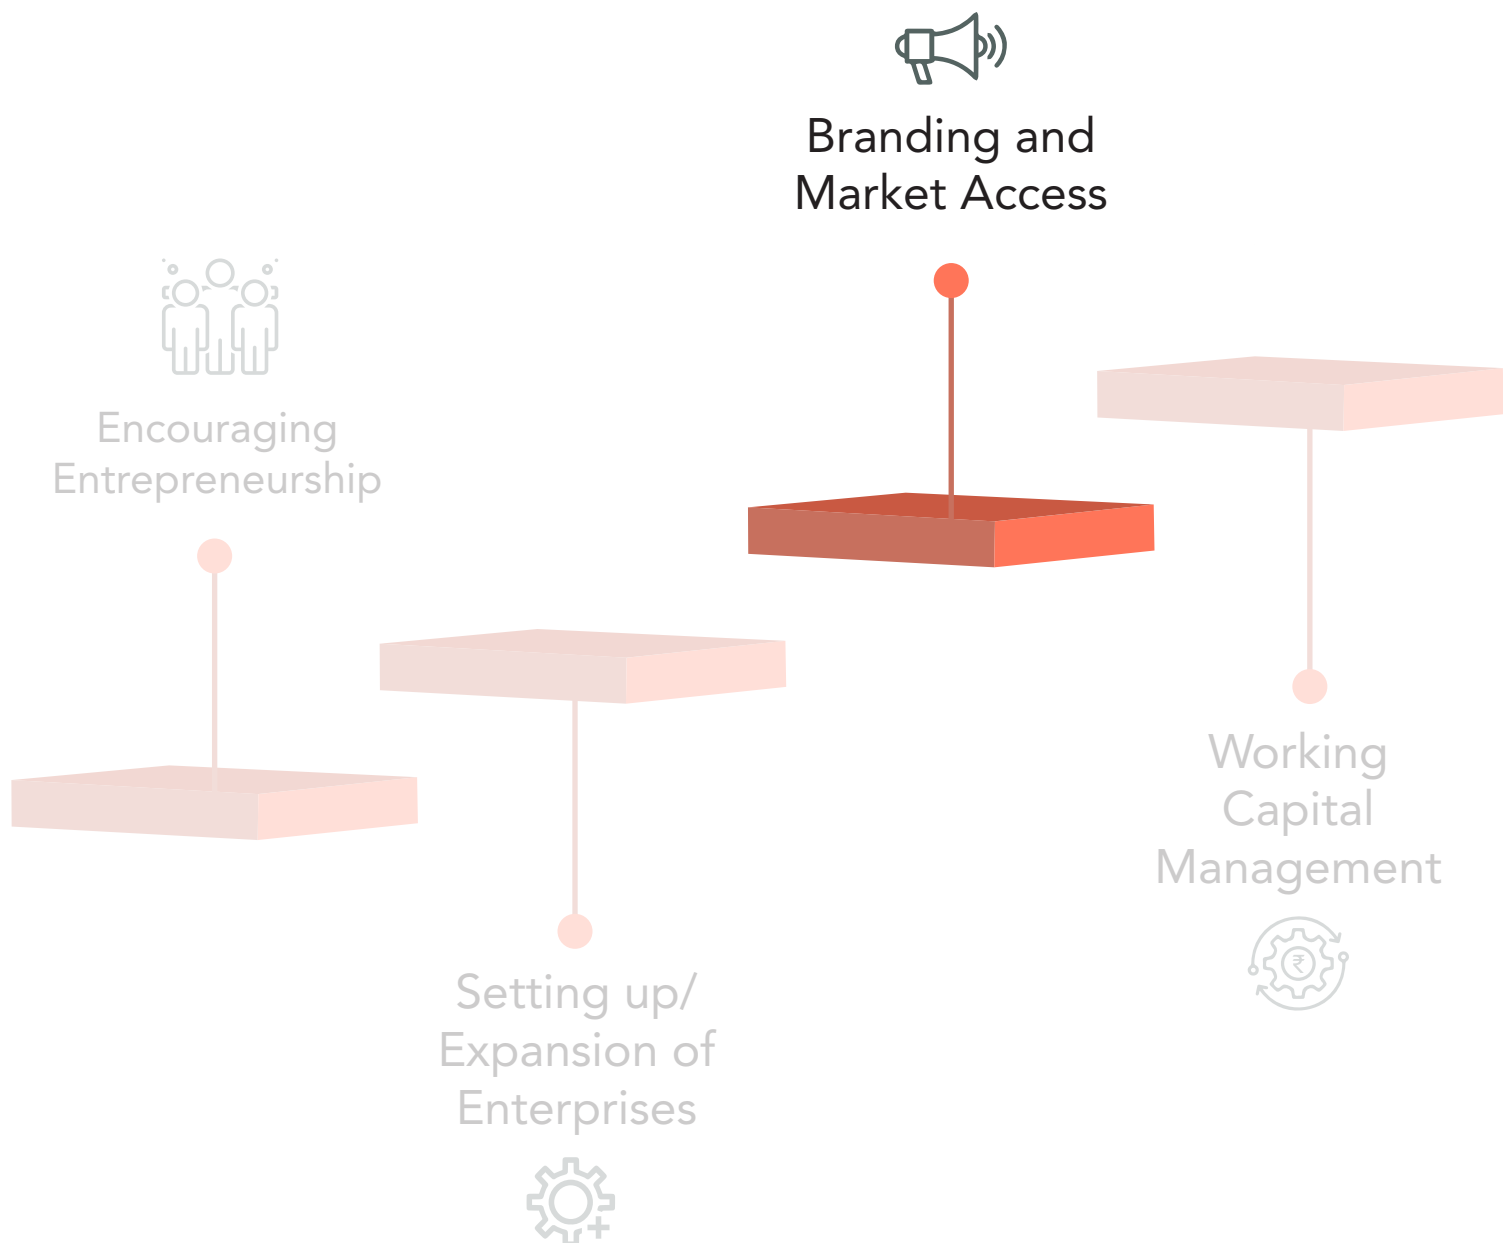 Branding and
Market Access
Encouraging
Entrepreneurship
Setting up/
Expansion of
Enterprises
Working
Capital
Management
₹